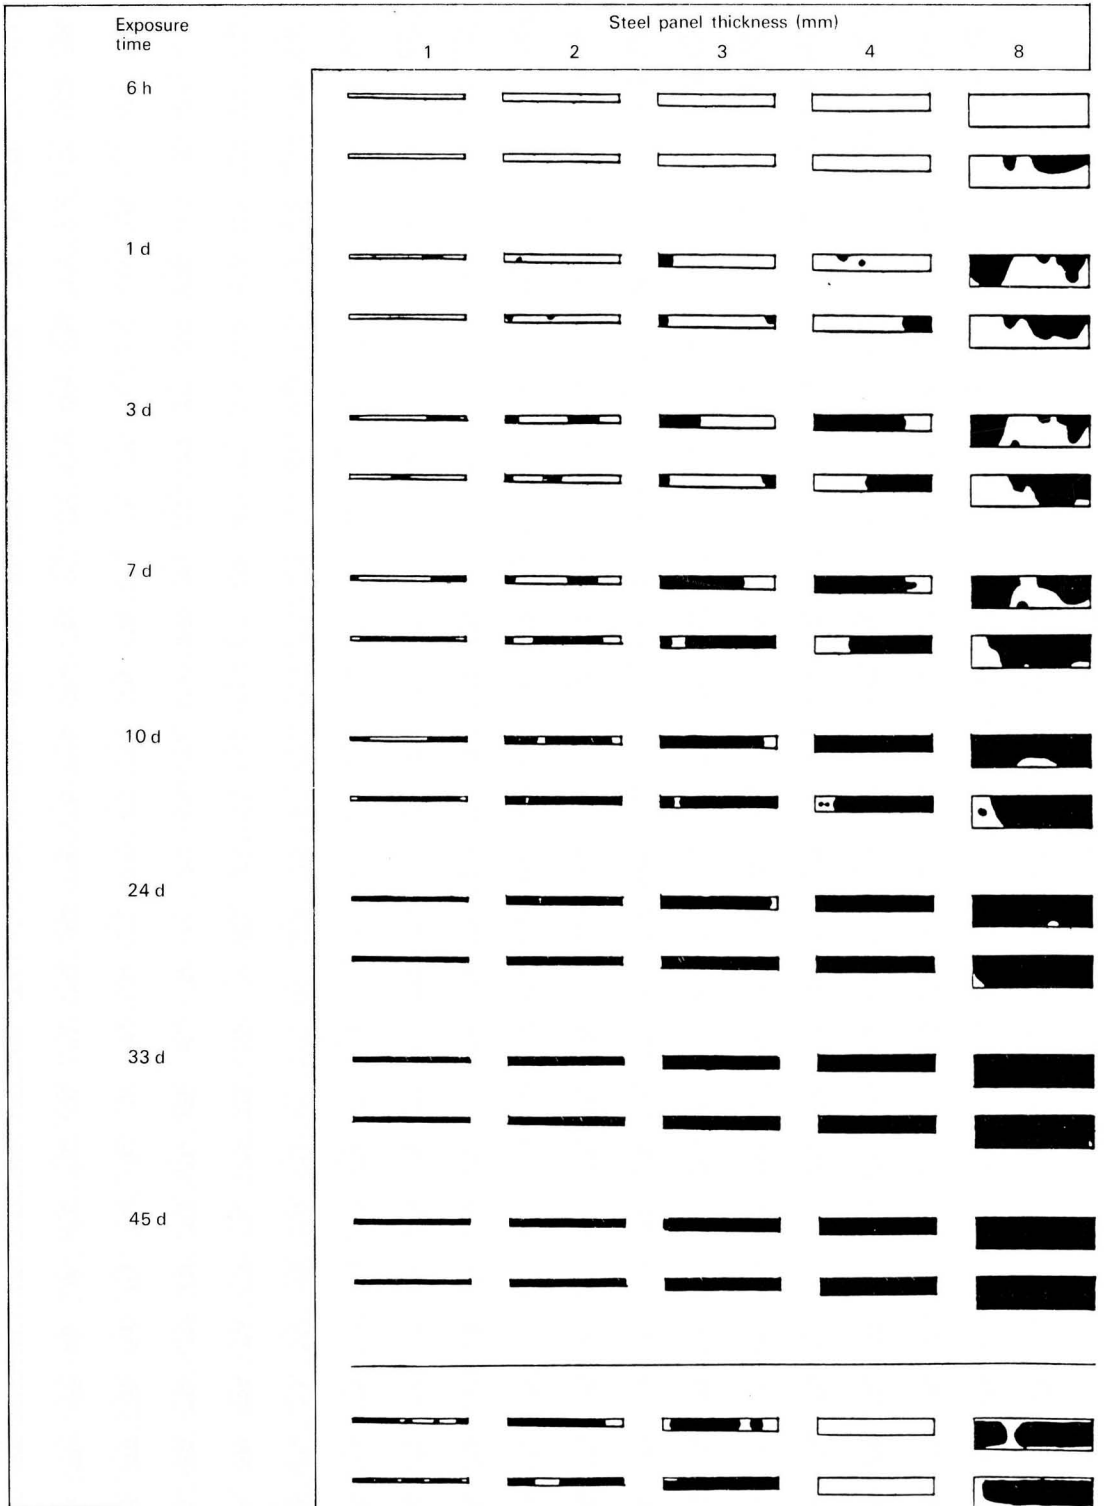 Exposure
time
Steel panel thickness (mm)
1 2 3 4 8
6 h
1 d
3 d
7 d
10 d
24 d
33 d
45 d